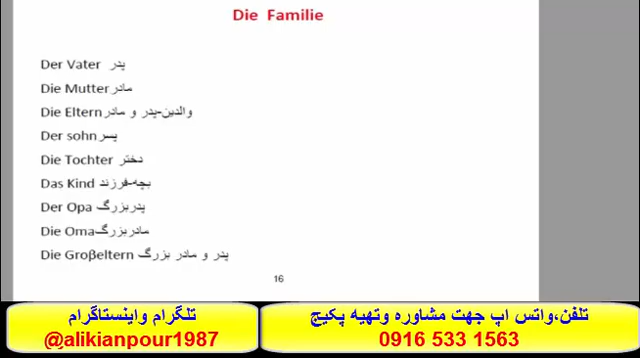 Die Familie
Der Vater پدر
Die Mutter مادر
Die Eltern والدین-پدر و مادر
Der sohn پسر
Die Tochter دختر
Das Kind بچه-فرزند
Der Opa پدربزرگ
Die Oma مادربزرگ
Die Groβeltern پدر و مادر بزرگ
16
تلگرام واینستاگرام
@alikianpour1987
تلفن،واتس اپ جهت مشاوره وتهیه پکیج
0916 533 1563